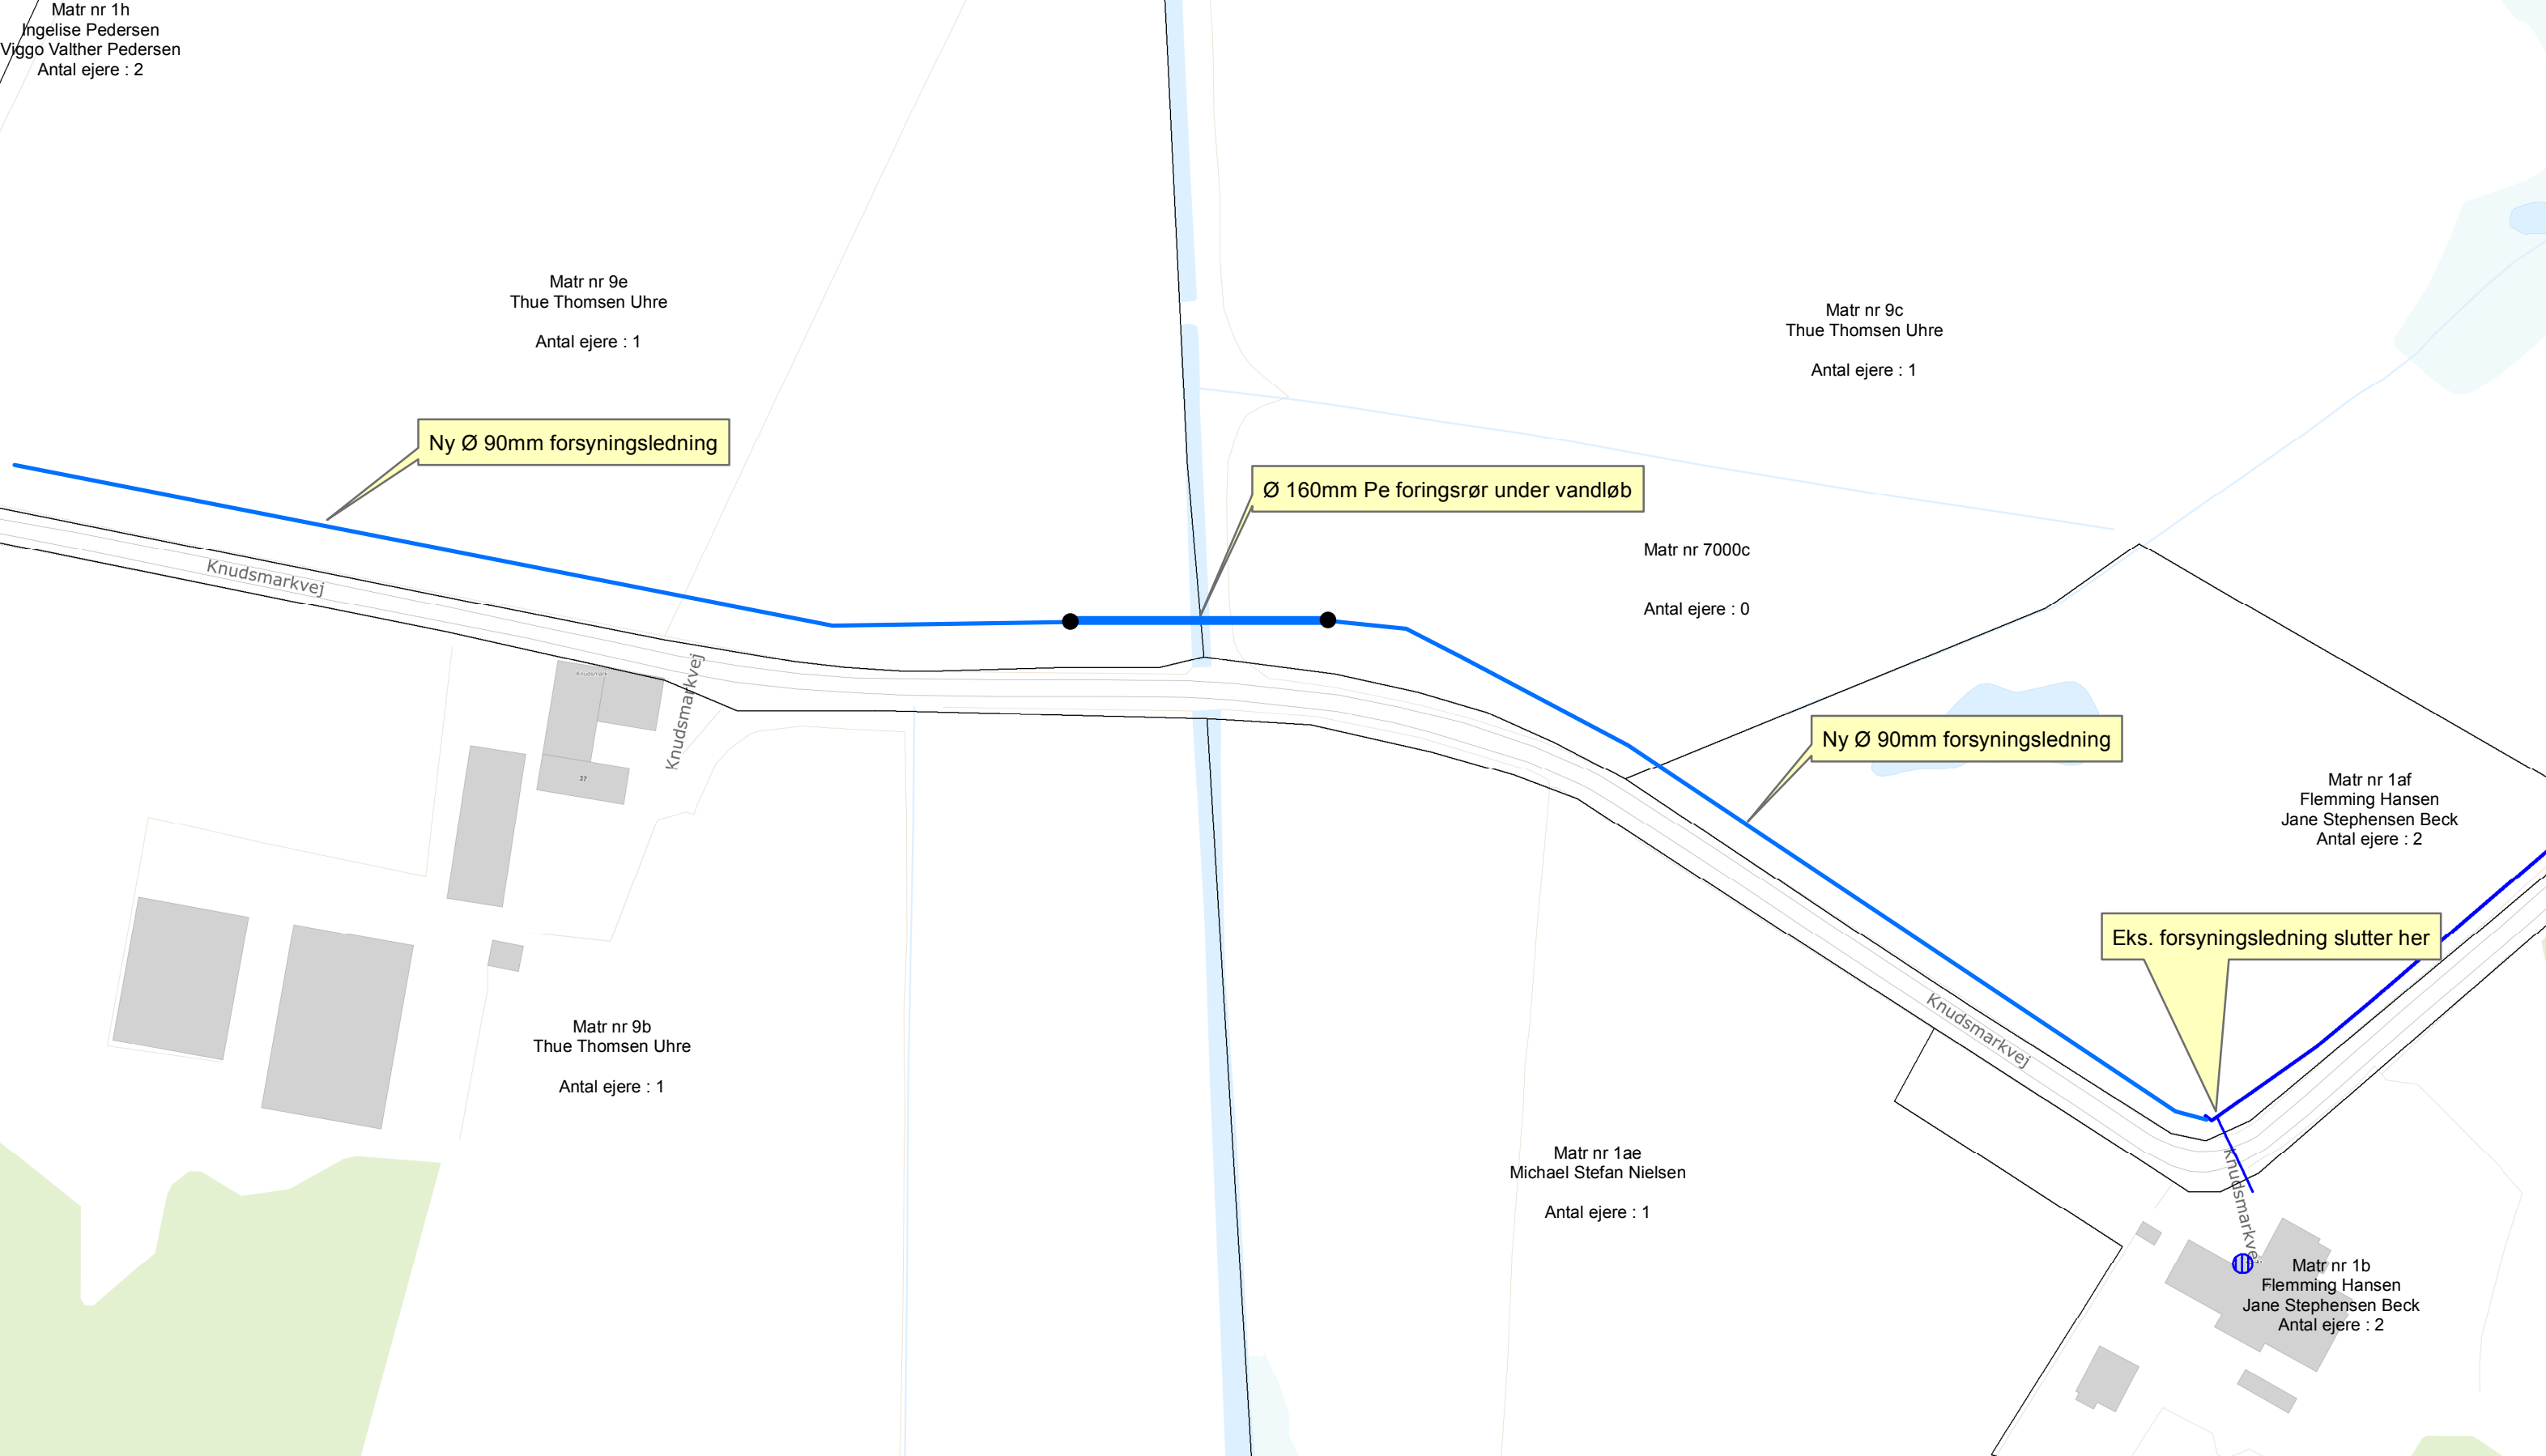 Matr nr 1h
Ingelise Pedersen
Viggo Valther Pedersen
Antal ejere : 2
Matr nr 9e
Thue Thomsen Uhre
Antal ejere : 1
Matr nr 9c
Thue Thomsen Uhre
Antal ejere : 1
Ny Ø 90mm forsyningsledning
Ø 160mm Pe foringsrør under vandløb
Matr nr 7000c
Antal ejere : 0
Knudsmarkvej
Knudsmark
Knudsmarkvej
37
Ny Ø 90mm forsyningsledning
Matr nr 1af
Flemming Hansen
Jane Stephensen Beck
Antal ejere : 2
Eks. forsyningsledning slutter her
Knudsmarkvej
Matr nr 9b
Thue Thomsen Uhre
Antal ejere : 1
Matr nr 1ae
Michael Stefan Nielsen
Antal ejere : 1
Knudsmarkvej
Matr nr 1b
Flemming Hansen
Jane Stephensen Beck
Antal ejere : 2